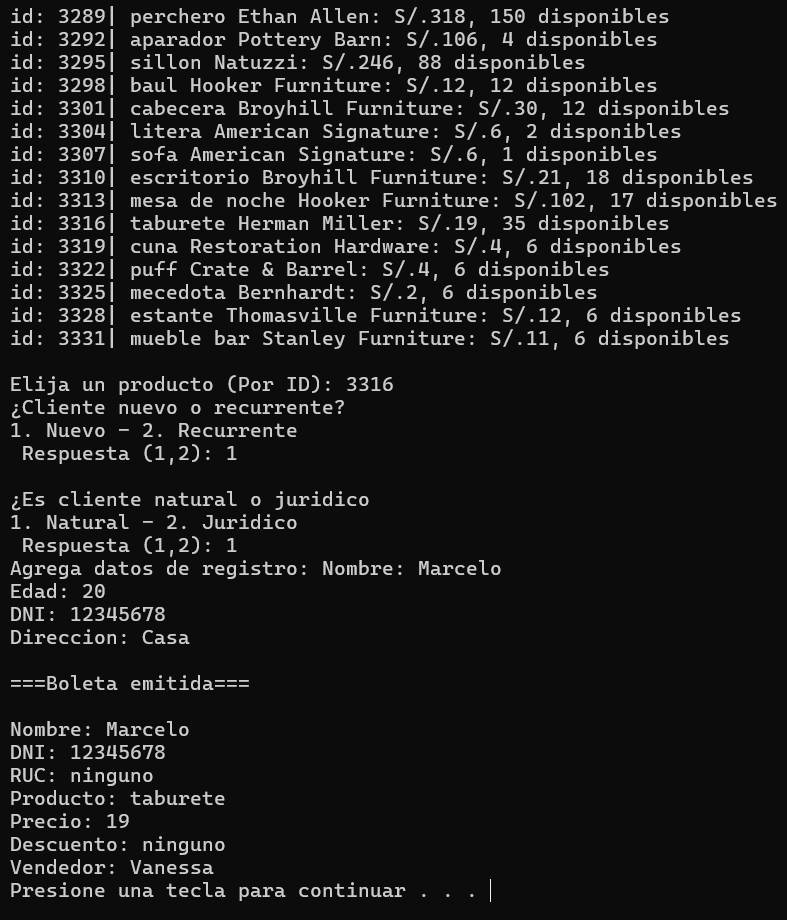 id: 3289| perchero Ethan Allen: S/.318, 150 disponibles
id: 3292| aparador Pottery Barn: S/.106, 4 disponibles
id: 3295| sillon Natuzzi: S/.246, 88 disponibles
id: 3298| baul Hooker Furniture: S/.12, 12 disponibles
id: 3301| cabecera Broyhill Furniture: S/.30, 12 disponibles
id: 3304| litera American Signature: S/.6, 2 disponibles
id: 3307| sofa American Signature: S/.6, 1 disponibles
id: 3310| escritorio Broyhill Furniture: S/.21, 18 disponibles
id: 3313| mesa de noche Hooker Furniture: S/.102, 17 disponibles
id: 3316| taburete Herman Miller: S/.19, 35 disponibles
id: 3319| cuna Restoration Hardware: S/.4, 6 disponibles
id: 3322| puff Crate & Barrel: S/.4, 6 disponibles
id: 3325| mecedota Bernhardt: S/.2, 6 disponibles
id: 3328| estante Thomasville Furniture: S/.12, 6 disponibles
id: 3331| mueble bar Stanley Furniture: S/.11, 6 disponibles
Elija un producto (Por ID): 3316
¿Cliente nuevo o recurrente?
1. Nuevo - 2. Recurrente
Respuesta (1,2): 1
¿Es cliente natural o juridico
1. Natural - 2. Juridico
Respuesta (1,2): 1
Agrega datos de registro: Nombre: Marcelo
Edad: 20
DNI: 12345678
Direccion: Casa
===Boleta emitida===
Nombre: Marcelo
DNI: 12345678
RUC: ninguno
Producto: taburete
Precio: 19
Descuento: ninguno
Vendedor: Vanessa
Presione una tecla para continuar . . .